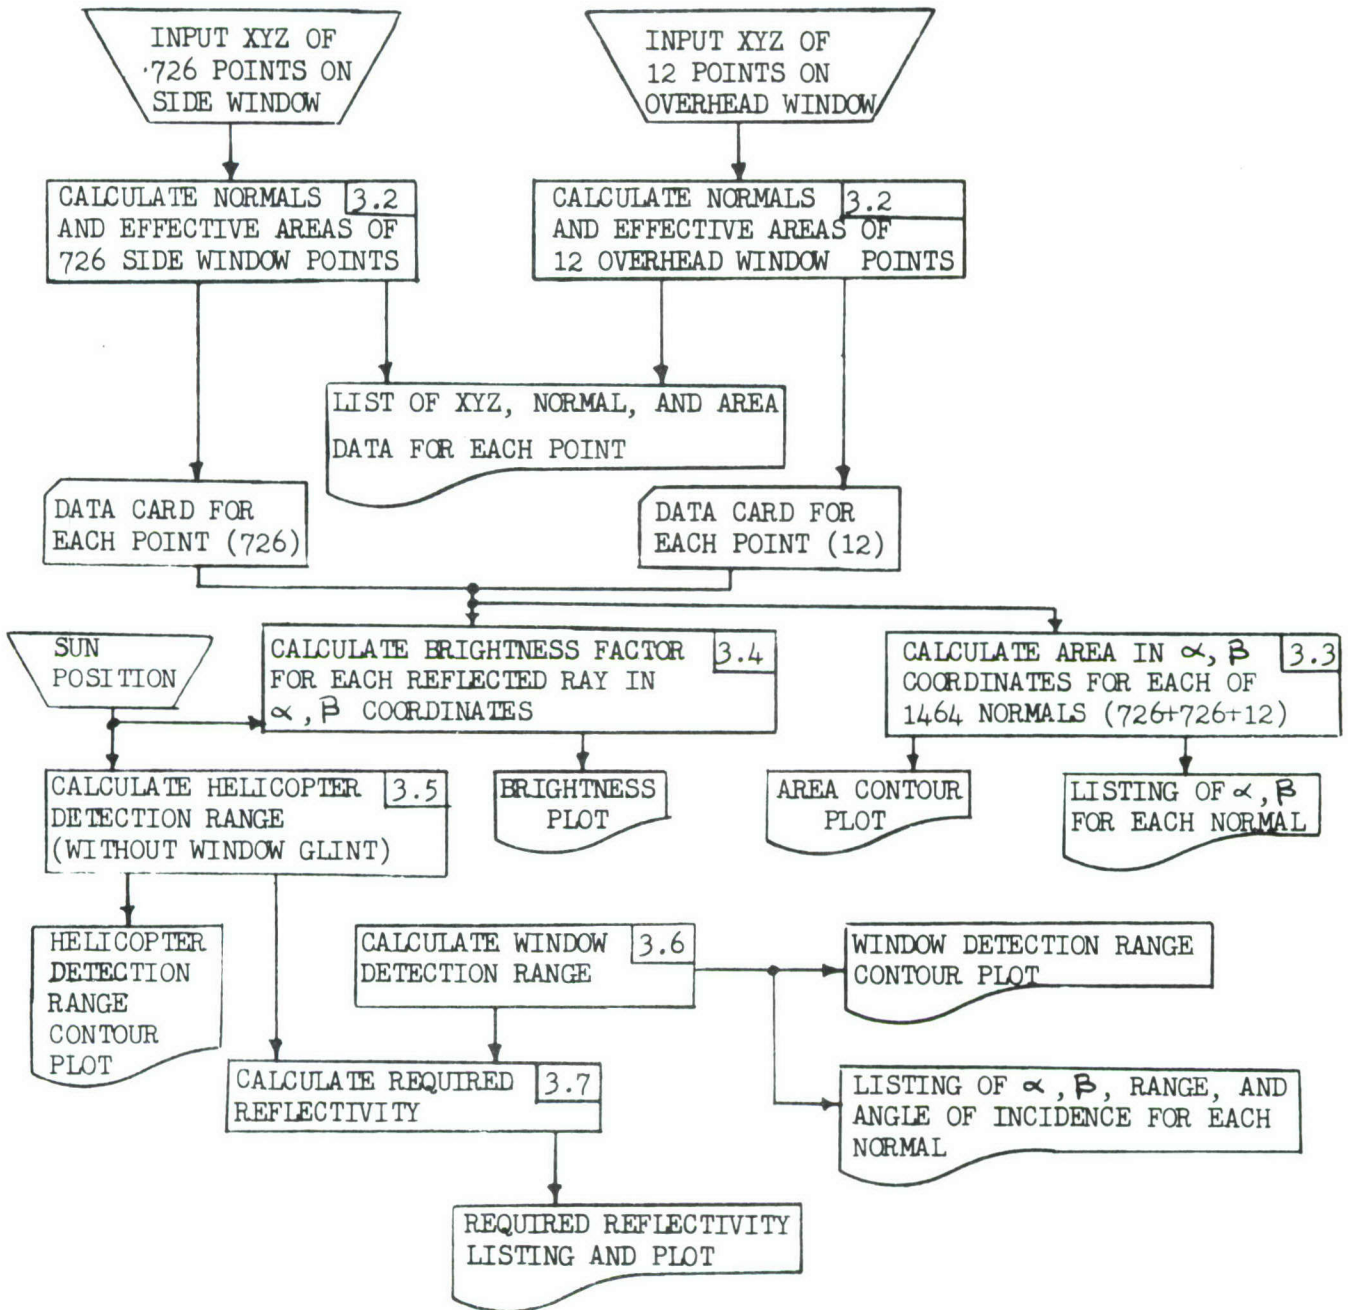 INPUT XYZ OF
726 POINTS ON
SIDE WINDOW
INPUT XYZ OF
12 POINTS ON
OVERHEAD WINDOW
CALCULATE NORMALS 3.2
AND EFFECTIVE AREAS OF
726 SIDE WINDOW POINTS
CALCULATE NORMALS 3.2
AND EFFECTIVE AREAS OF
12 OVERHEAD WINDOW POINTS
LIST OF XYZ, NORMAL, AND AREA
DATA FOR EACH POINT
DATA CARD FOR
EACH POINT (726)
DATA CARD FOR
EACH POINT (12)
SUN
POSITION
CALCULATE BRIGHTNESS FACTOR 3.4
FOR EACH REFLECTED RAY IN
α, β COORDINATES
CALCULATE AREA IN α, β 3.3
COORDINATES FOR EACH OF
1464 NORMALS (726+726+12)
CALCULATE HELICOPTER 3.5
DETECTION RANGE
(WITHOUT WINDOW GLINT)
BRIGHTNESS
PLOT
AREA CONTOUR
PLOT
LISTING OF α, β
FOR EACH NORMAL
HELICOPTER
DETECTION
RANGE
CONTOUR
PLOT
CALCULATE WINDOW 3.6
DETECTION RANGE
WINDOW DETECTION RANGE
CONTOUR PLOT
CALCULATE REQUIRED 3.7
REFLECTIVITY
LISTING OF α, β, RANGE, AND
ANGLE OF INCIDENCE FOR EACH
NORMAL
REQUIRED REFLECTIVITY
LISTING AND PLOT